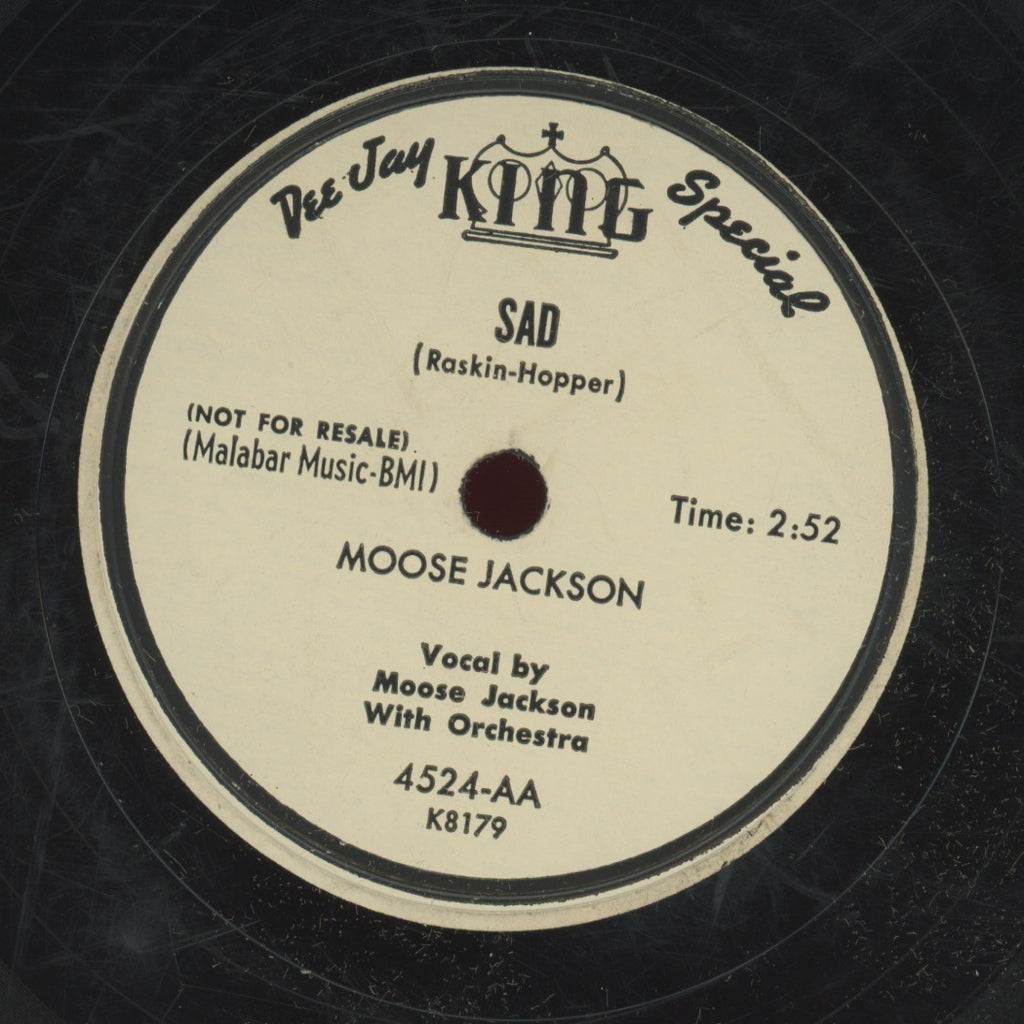 Dee Jay KING Special
SAD
(Raskin-Hopper)
(NOT FOR RESALE)
(Malabar Music-BMI)
Time: 2:52
MOOSE JACKSON
Vocal by
Moose Jackson
With Orchestra
4524-AA
K8179